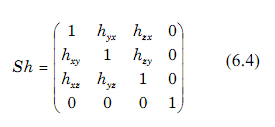 Sh = ( 1 h_yx h_zx 0
h_xy 1 h_zy 0
h_xz h_yz 1 0
0 0 0 1 ) (6.4)